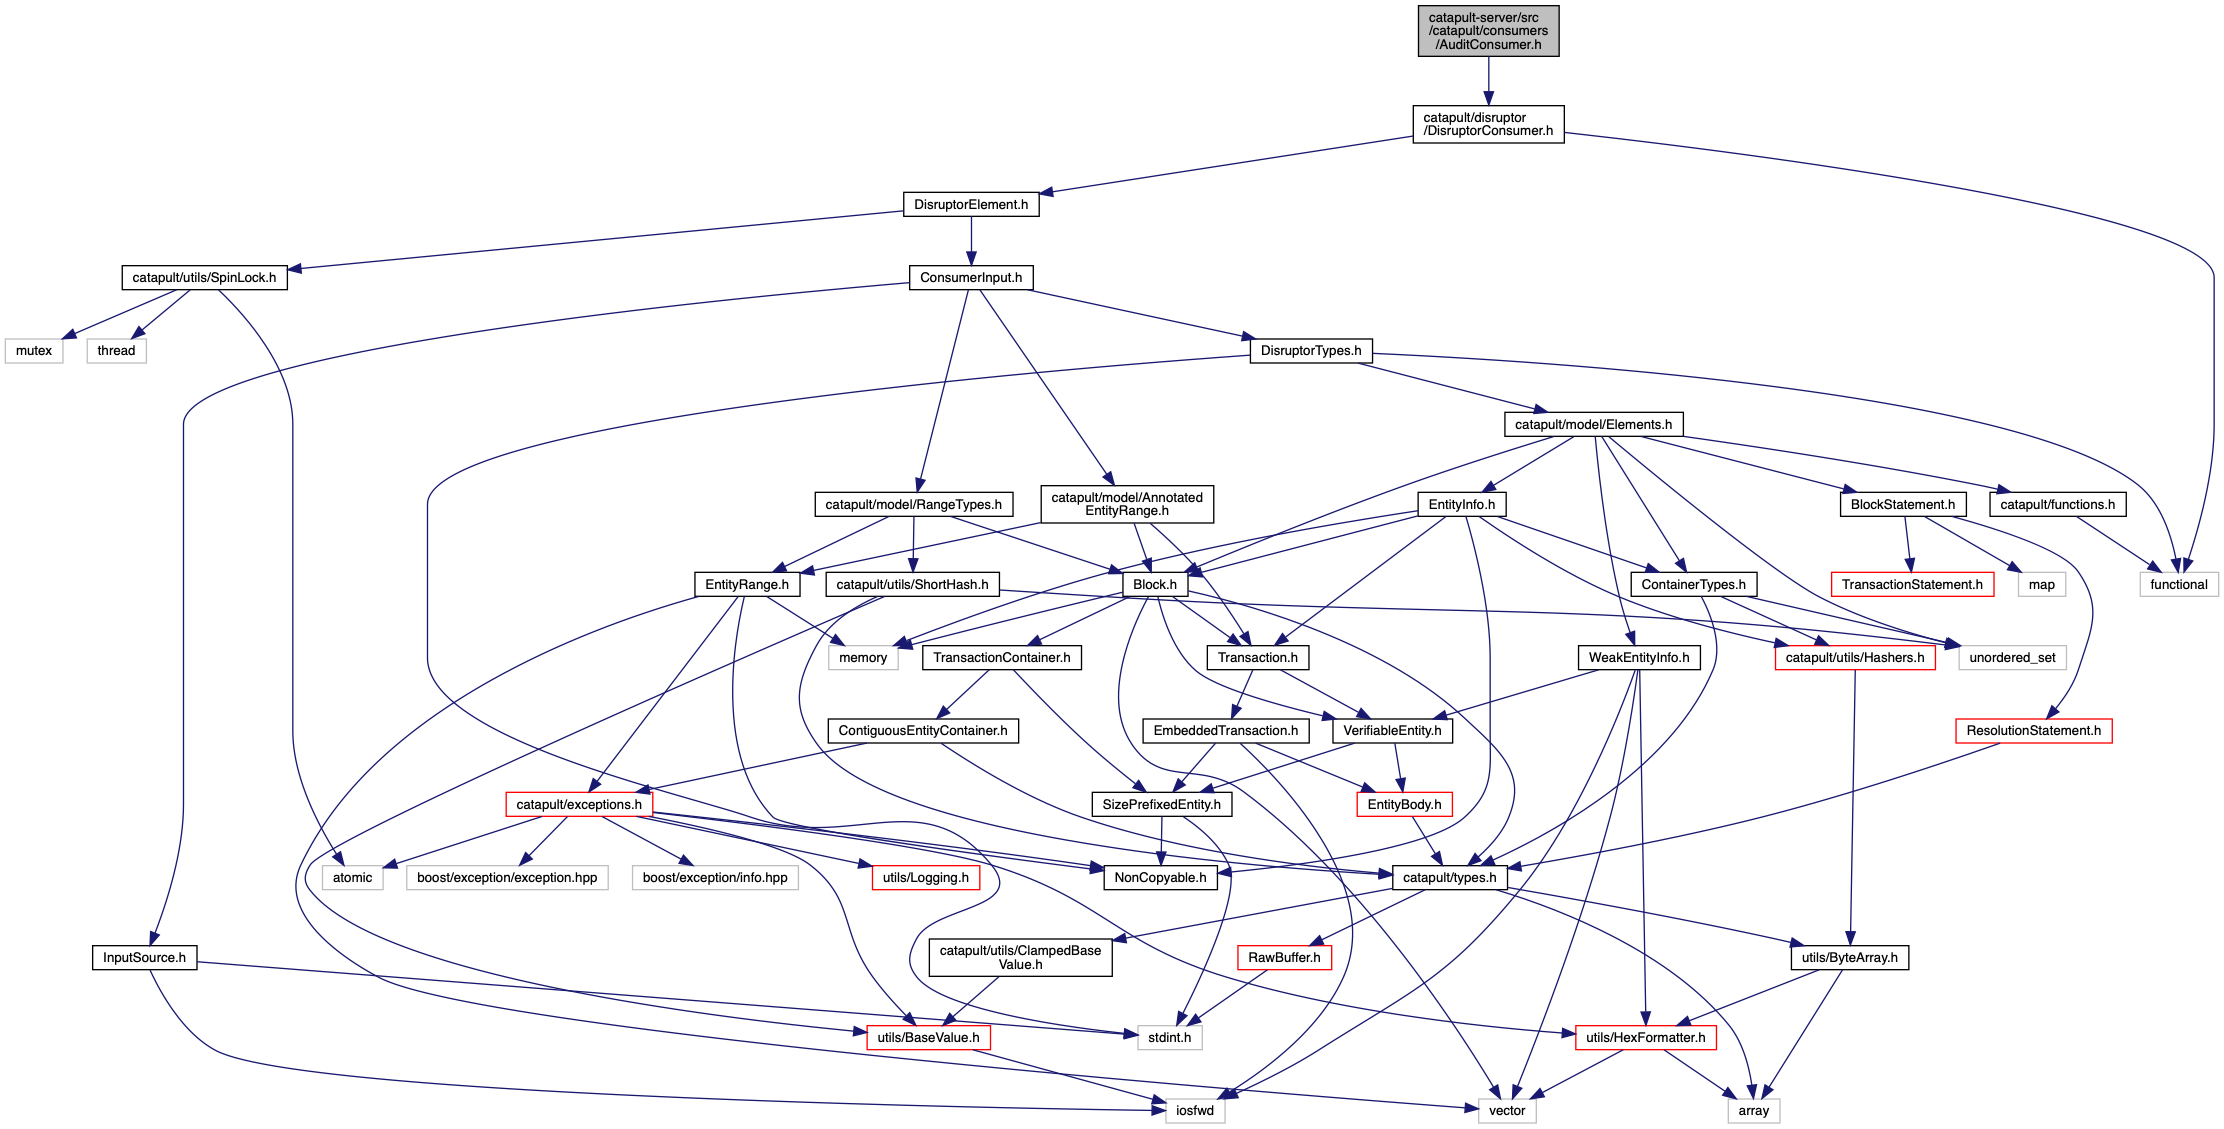 catapult-server/src
/catapult/consumers
/AuditConsumer.h
catapult/disruptor
/DisruptorConsumer.h
DisruptorElement.h
catapult/utils/SpinLock.h
ConsumerInput.h
mutex
thread
DisruptorTypes.h
catapult/model/Elements.h
catapult/model/RangeTypes.h
catapult/model/Annotated
EntityRange.h
EntityInfo.h
BlockStatement.h
catapult/functions.h
EntityRange.h
catapult/utils/ShortHash.h
Block.h
ContainerTypes.h
TransactionStatement.h
map
functional
memory
TransactionContainer.h
Transaction.h
WeakEntityInfo.h
catapult/utils/Hashers.h
unordered_set
ContiguousEntityContainer.h
EmbeddedTransaction.h
VerifiableEntity.h
ResolutionStatement.h
catapult/exceptions.h
SizePrefixedEntity.h
EntityBody.h
atomic
boost/exception/exception.hpp
boost/exception/info.hpp
utils/Logging.h
NonCopyable.h
catapult/types.h
InputSource.h
catapult/utils/ClampedBase
Value.h
RawBuffer.h
utils/ByteArray.h
utils/BaseValue.h
stdint.h
utils/HexFormatter.h
iosfwd
vector
array